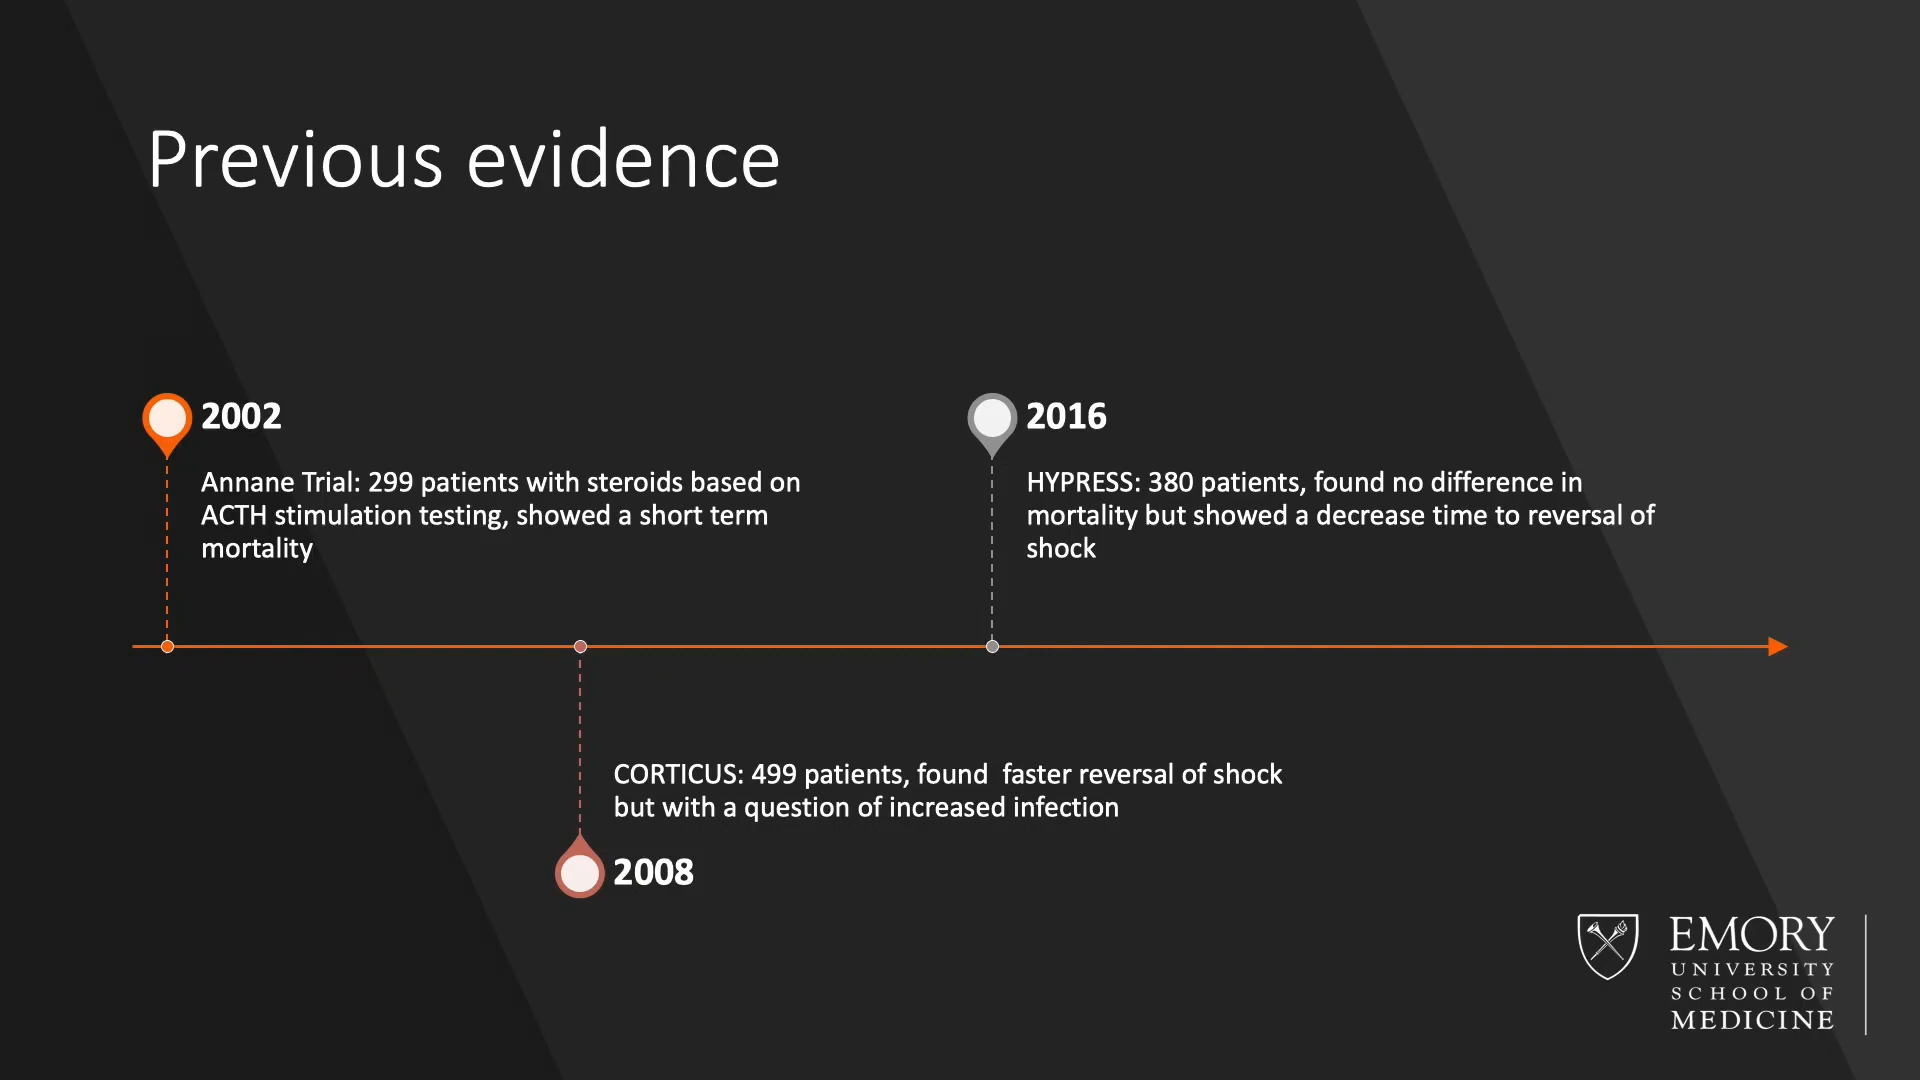 Previous evidence
2002
Annane Trial: 299 patients with steroids based on
ACTH stimulation testing, showed a short term
mortality
2016
HYPRESS: 380 patients, found no difference in
mortality but showed a decrease time to reversal of
shock
CORTICUS: 499 patients, found  faster reversal of shock
but with a question of increased infection
2008
EMORY
UNIVERSITY
SCHOOL OF
MEDICINE